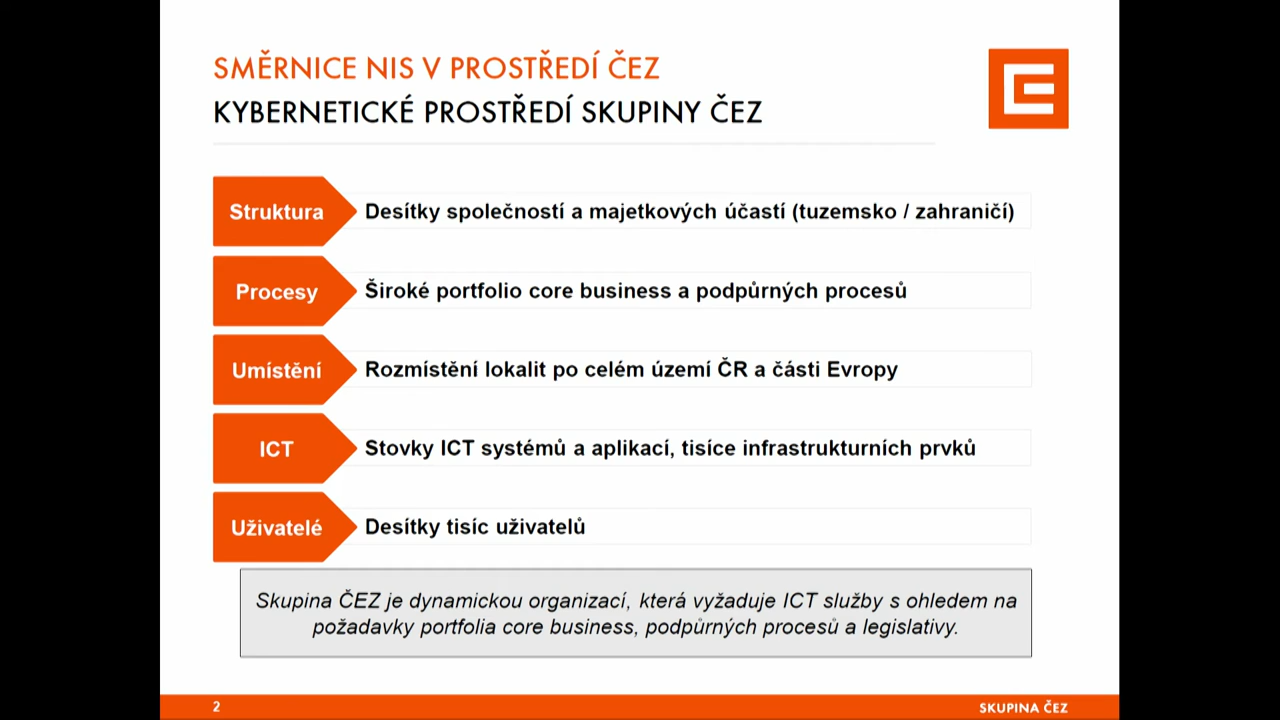 SMĚRNICE NIS V PROSTŘEDÍ ČEZ
KYBERNETICKÉ PROSTŘEDÍ SKUPINY ČEZ
Struktura
Desítky společností a majetkových účastí (tuzemsko / zahraničí)
Procesy
Široké portfolio core business a podpůrných procesů
Umístění
Rozmístění lokalit po celém území ČR a části Evropy
ICT
Stovky ICT systémů a aplikací, tisíce infrastrukturních prvků
Uživatelé
Desítky tisíc uživatelů
Skupina ČEZ je dynamickou organizací, která vyžaduje ICT služby s ohledem na
požadavky portfolia core business, podpůrných procesů a legislativy.
2
SKUPINA ČEZ